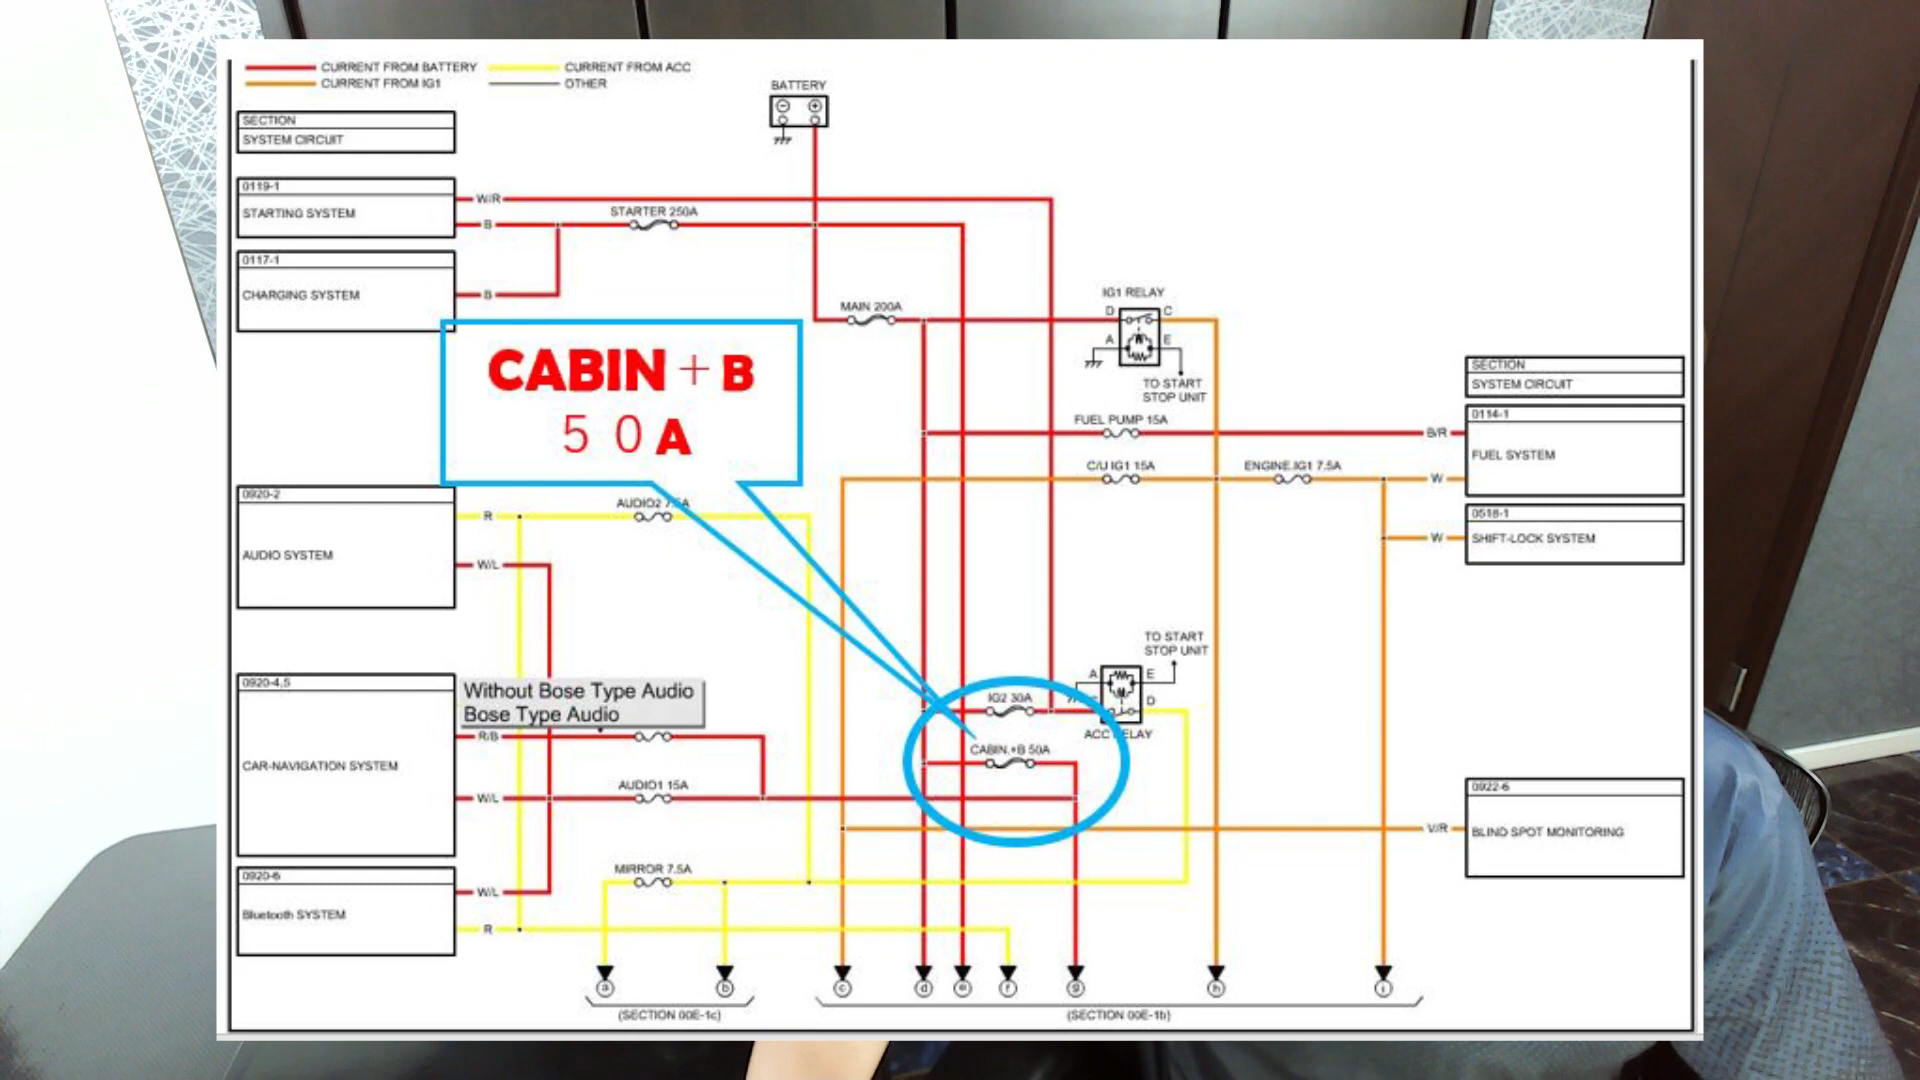 CURRENT FROM BATTERY
CURRENT FROM ACC
CURRENT FROM IG1
OTHER
BATTERY
SECTION
SYSTEM CIRCUIT
0119-1
STARTING SYSTEM
W/R
B
STARTER 250A
0117-1
CHARGING SYSTEM
B
MAIN 200A
IG1 RELAY
D
C
A
E
TO START
STOP UNIT
CABIN+B
50A
FUEL PUMP 15A
C/U IG1 15A
ENGINE.IG1 7.5A
SECTION
SYSTEM CIRCUIT
0114-1
FUEL SYSTEM
B/R
W
0518-1
SHIFT-LOCK SYSTEM
W
0920-2
AUDIO SYSTEM
R
W/L
AUDIO2 7.5A
TO START
STOP UNIT
A
E
D
ACC RELAY
IG2 30A
CABIN.+B 50A
0920-4,5
CAR-NAVIGATION SYSTEM
Without Bose Type Audio
Bose Type Audio
R/B
W/L
AUDIO1 15A
0922-6
BLIND SPOT MONITORING
V/R
MIRROR 7.5A
0920-6
Bluetooth SYSTEM
W/L
R
a
b
c
d
e
f
g
h
i
(SECTION 00E-1c)
(SECTION 00E-1b)